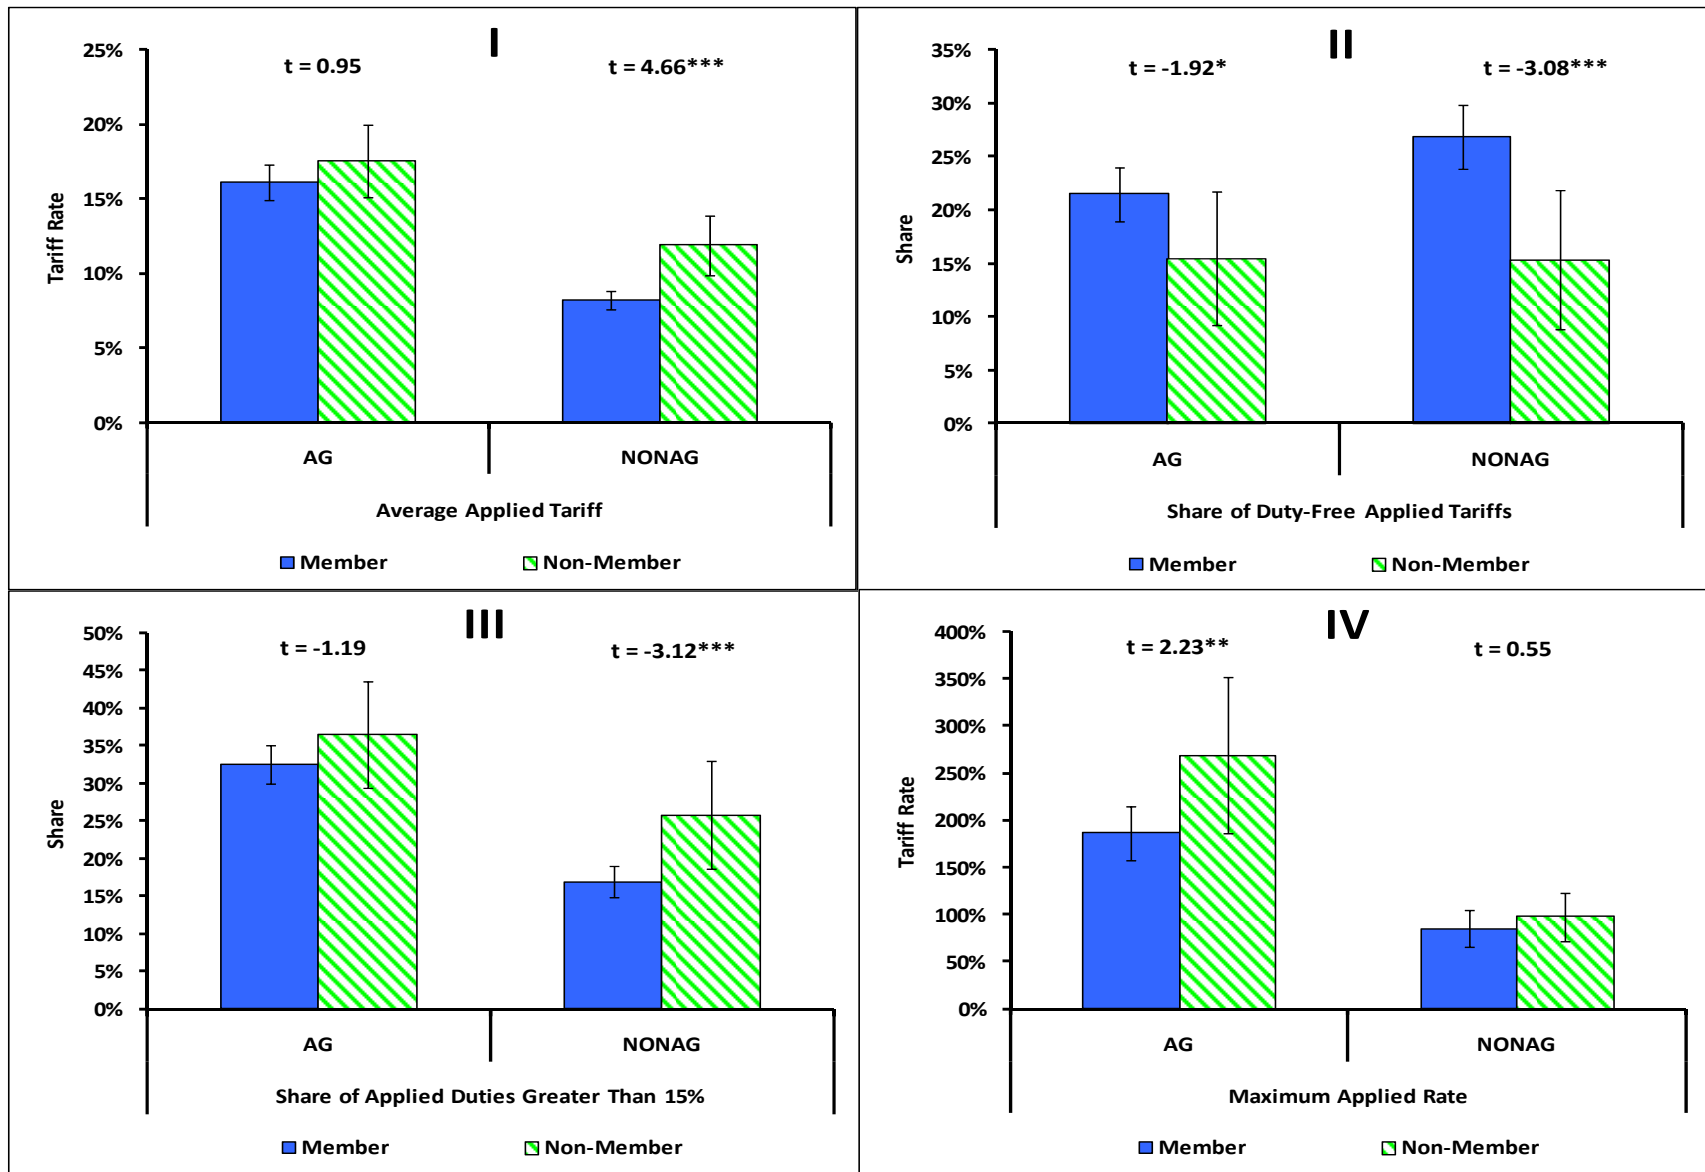 I
t = 0.95
t = 4.66***
25%
20%
15%
10%
5%
0%
Tariff Rate
AG
NONAG
Average Applied Tariff
Member
Non-Member
II
t = -1.92*
t = -3.08***
35%
30%
25%
20%
15%
10%
5%
0%
Share
AG
NONAG
Share of Duty-Free Applied Tariffs
Member
Non-Member
III
t = -1.19
t = -3.12***
50%
45%
40%
35%
30%
25%
20%
15%
10%
5%
0%
Share
AG
NONAG
Share of Applied Duties Greater Than 15%
Member
Non-Member
IV
t = 2.23**
t = 0.55
400%
350%
300%
250%
200%
150%
100%
50%
0%
Tariff Rate
AG
NONAG
Maximum Applied Rate
Member
Non-Member